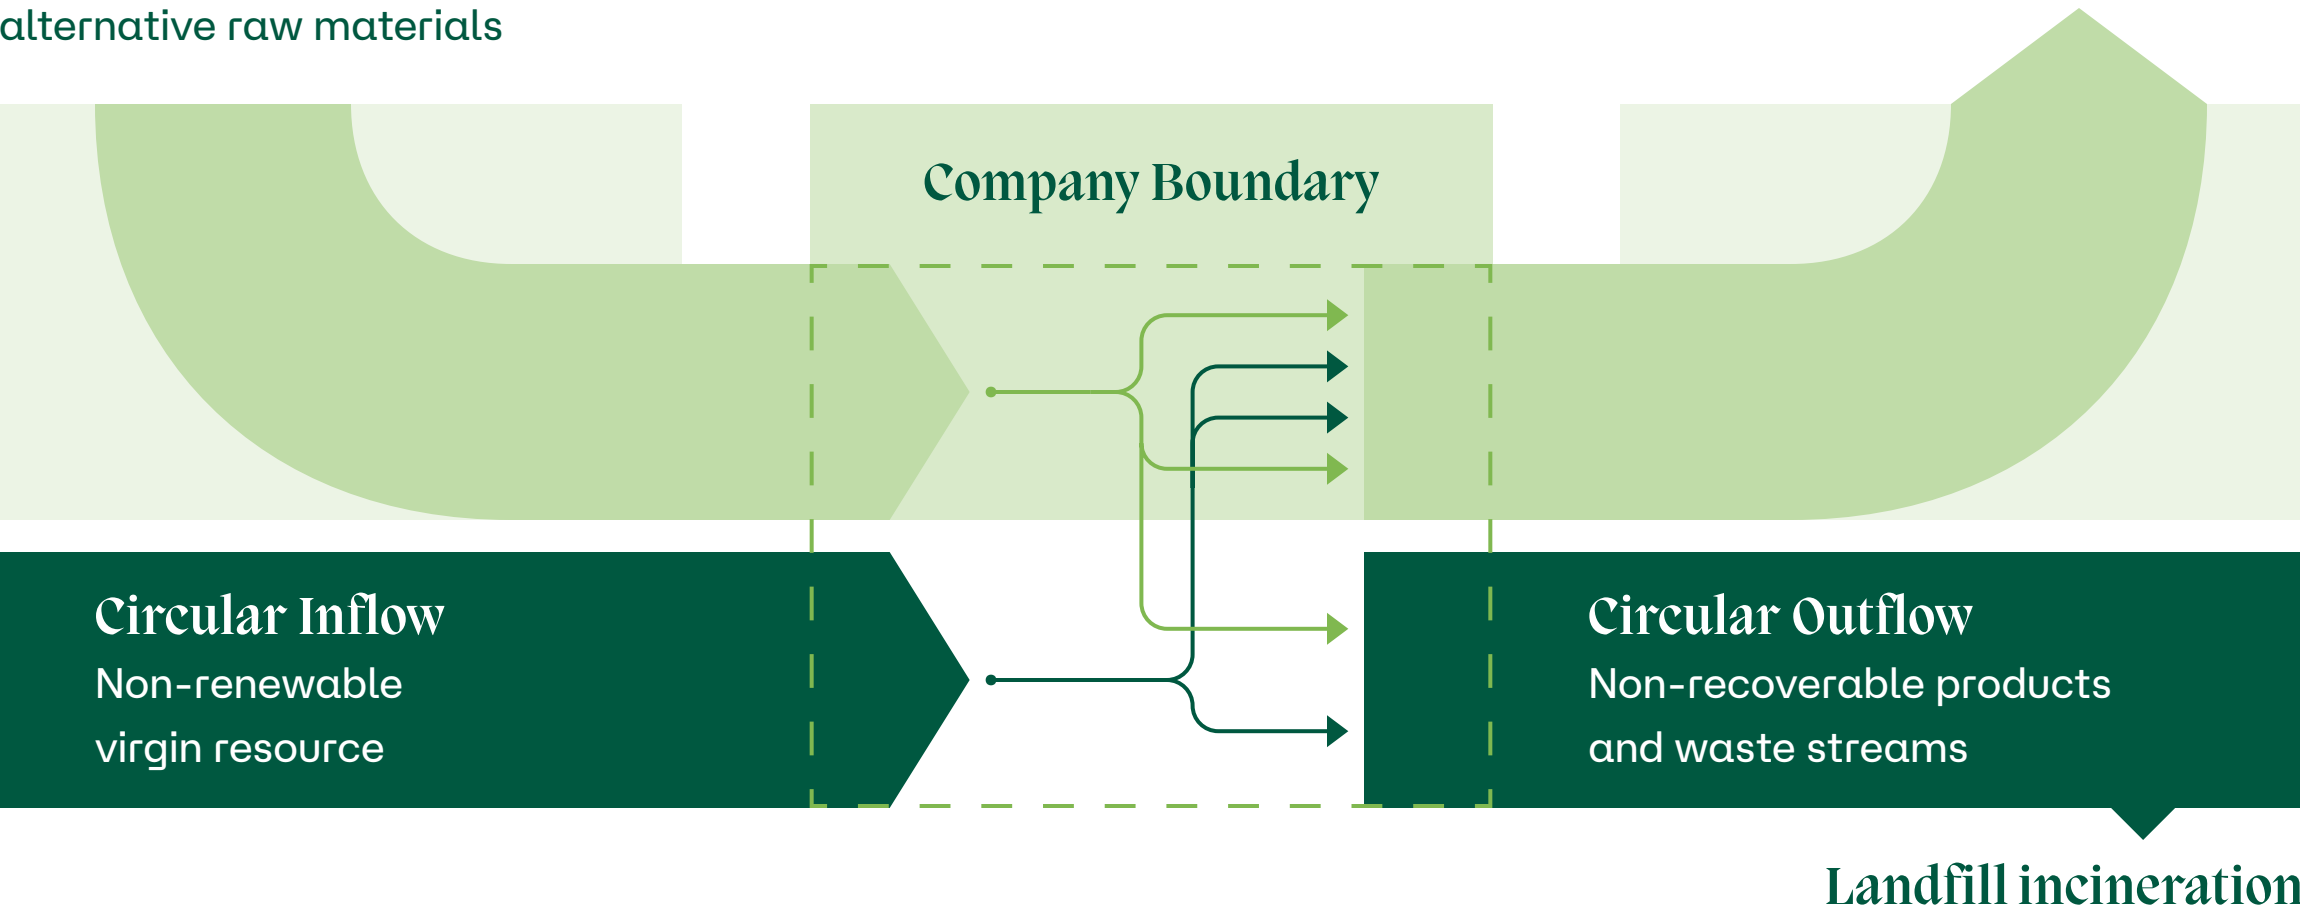 alternative raw materials
Company Boundary
Circular Inflow
Non-renewable
virgin resource
Circular Outflow
Non-recoverable products
and waste streams
Landfill incineration